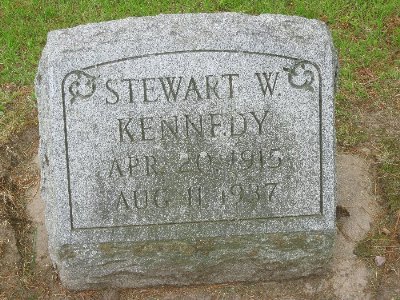 STEWART W.
KENNEDY
APR. 20 1915
AUG. 11 1937